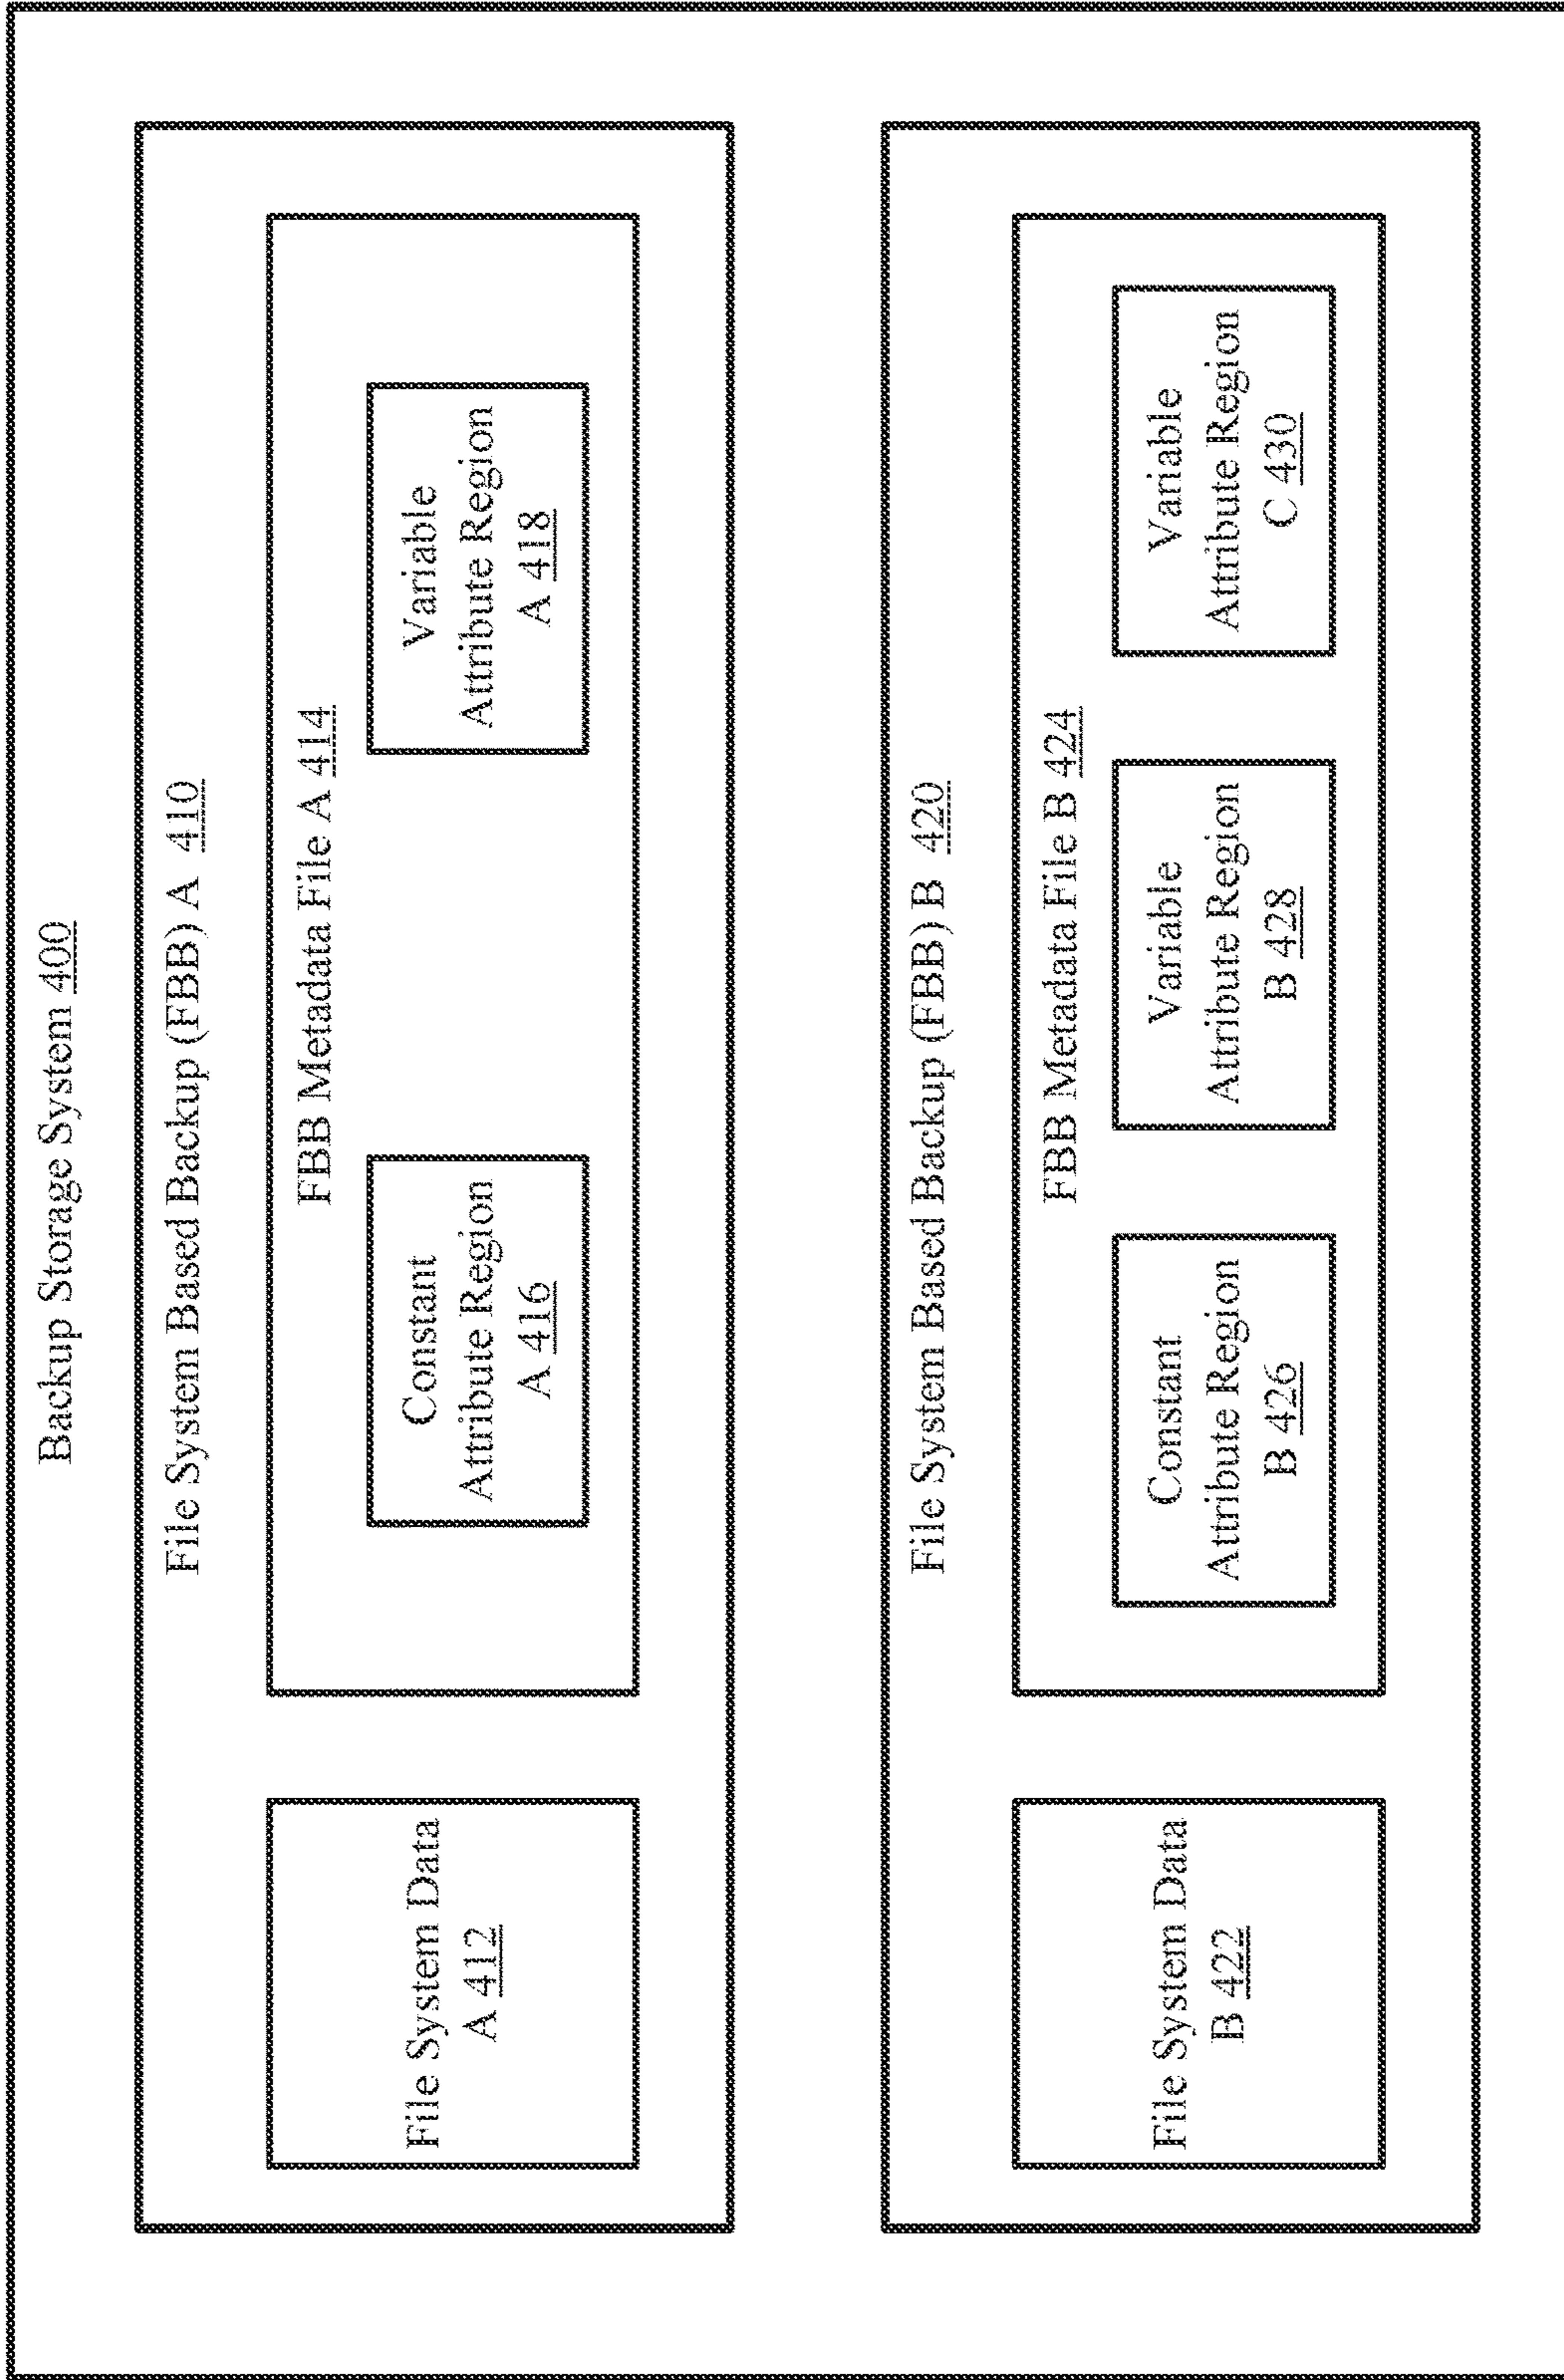 Backup Storage System 400
File System Based Backup (FBB) A 410
File System Data
A 412
FBB Metadata File A 414
Constant
Attribute Region
A 416
Variable
Attribute Region
A 418
File System Based Backup (FBB) B 420
File System Data
B 422
FBB Metadata File B 424
Constant
Attribute Region
B 426
Variable
Attribute Region
B 428
Variable
Attribute Region
C 430